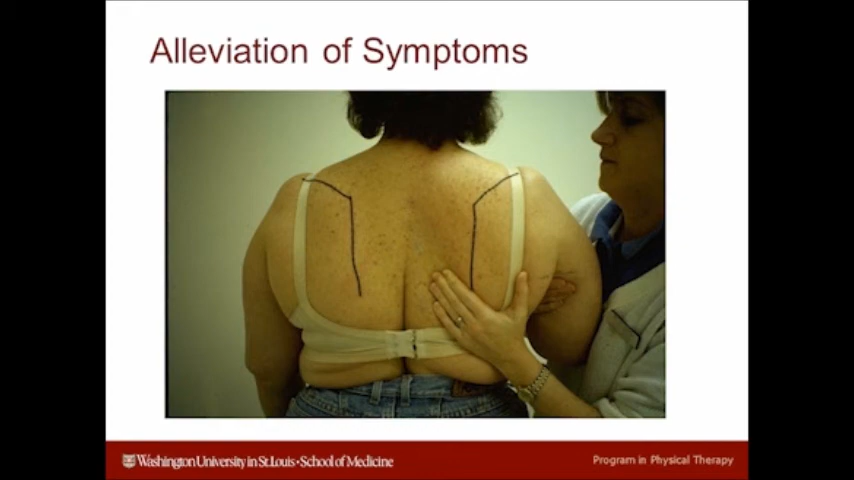 Alleviation of Symptoms
Washington University in St.Louis • School of Medicine
Program in Physical Therapy